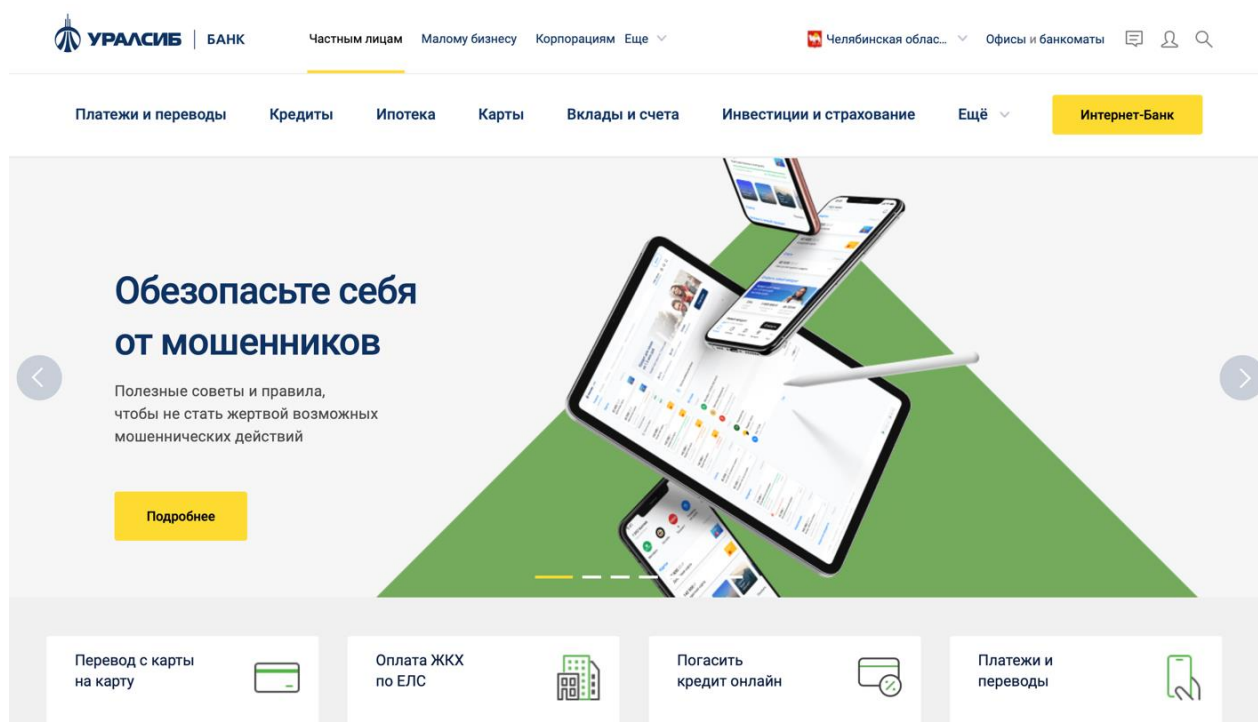 УРАЛСИБ | БАНК
Частным лицам Малому бизнесу Корпорациям Еще
Челябинская облас... Офисы и банкоматы
Платежи и переводы Кредиты Ипотека Карты Вклады и счета Инвестиции и страхование Ещё Интернет-Банк
Обезопасьте себя
от мошенников
Полезные советы и правила,
чтобы не стать жертвой возможных
мошеннических действий
Подробнее
Перевод с карты
на карту
Оплата ЖКХ
по ЕЛС
Погасить
кредит онлайн
Платежи и
переводы